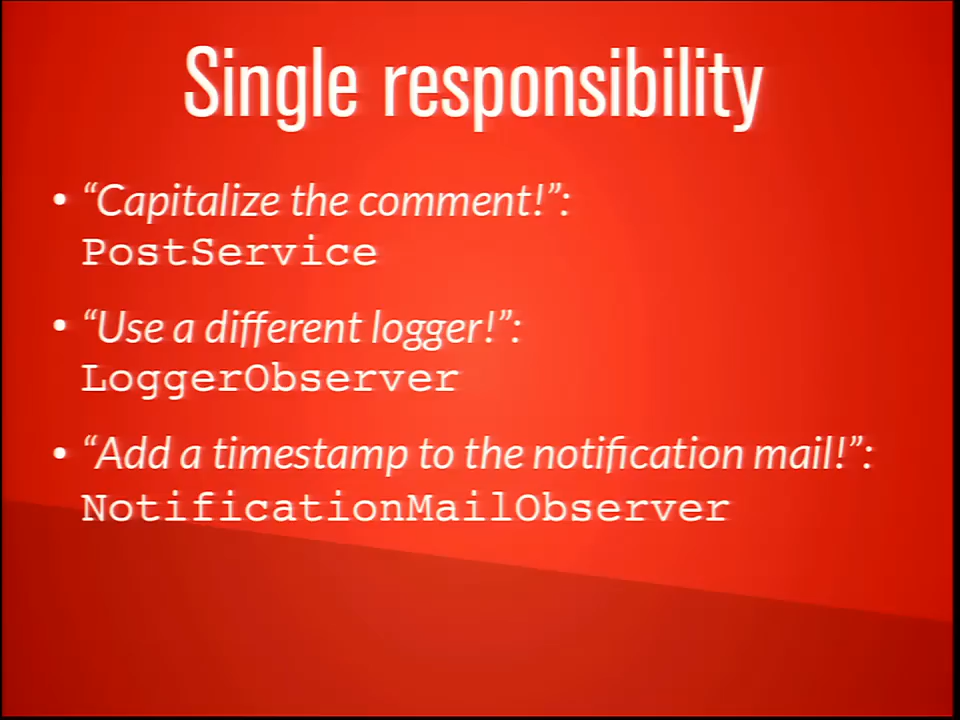 Single responsibility
• “Capitalize the comment!”:
PostService
• “Use a different logger!”:
LoggerObserver
• “Add a timestamp to the notification mail!”:
NotificationMailObserver